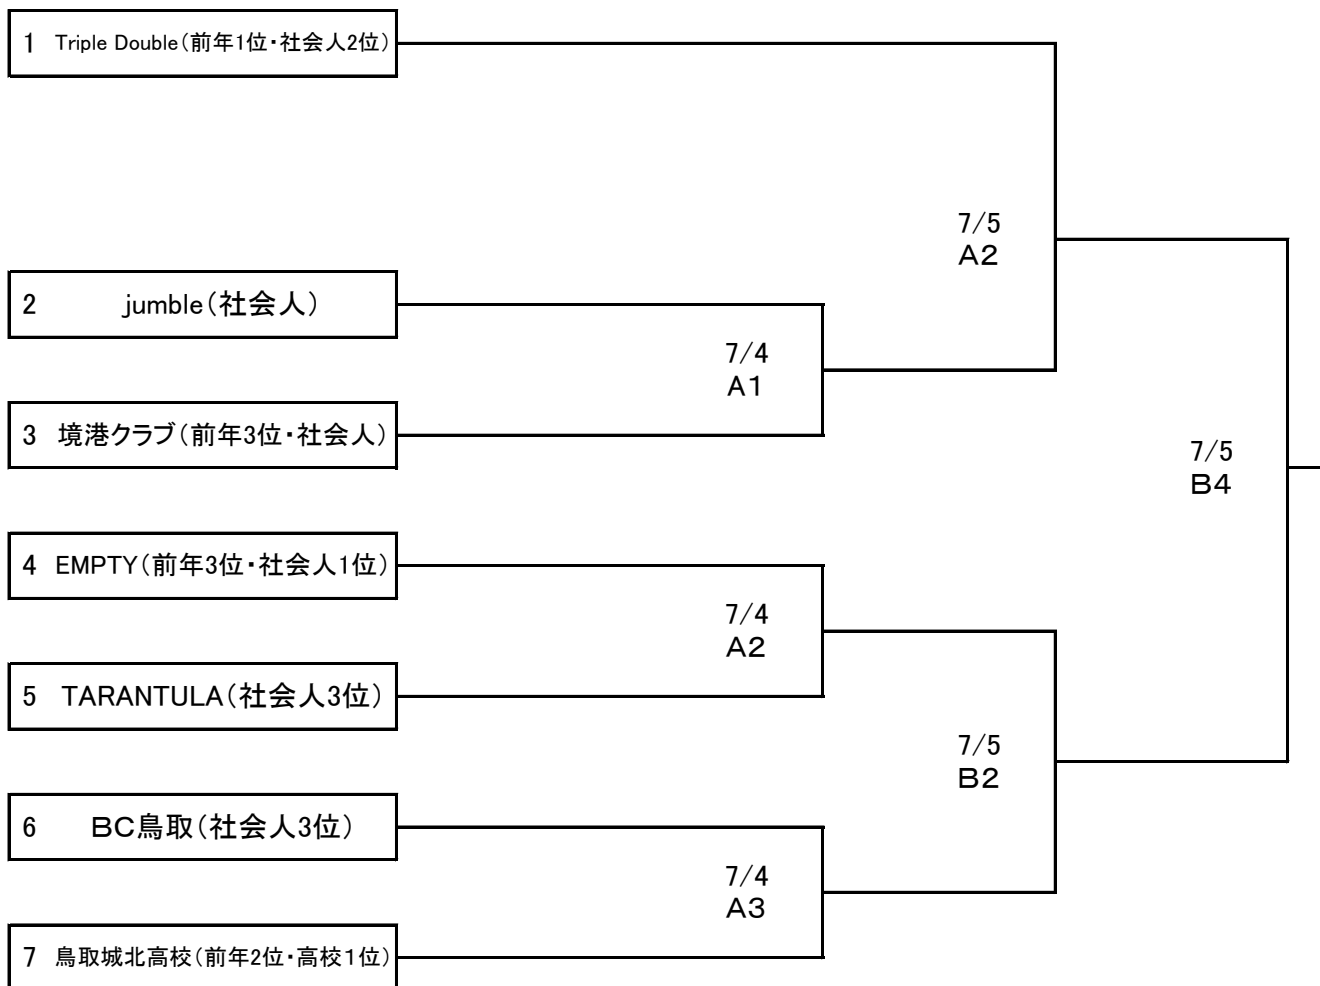 1 Triple Double(前年1位・社会人2位)
7/5
A2
2 jumble(社会人)
7/4
A1
3 境港クラブ(前年3位・社会人)
7/5
B4
4 EMPTY(前年3位・社会人1位)
7/4
A2
5 TARANTULA(社会人3位)
7/5
B2
6 BC鳥取(社会人3位)
7/4
A3
7 鳥取城北高校(前年2位・高校1位)